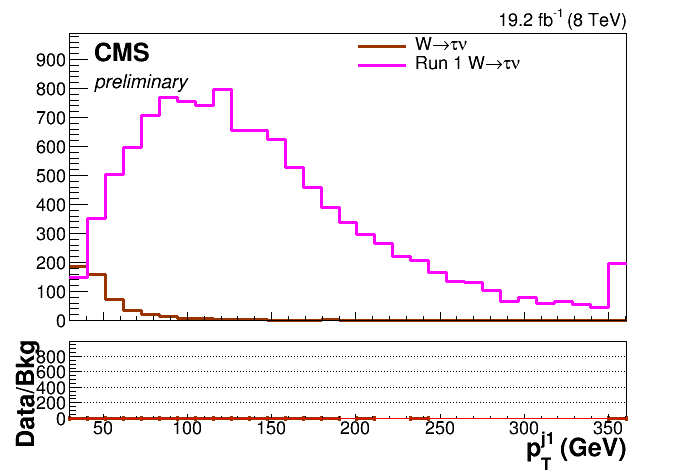 19.2 fb⁻¹ (8 TeV)
CMS
preliminary
W→τν
Run 1 W→τν
900
800
700
600
500
400
300
200
100
0
Data/Bkg
800
600
400
200
0
50 100 150 200 250 300 350
p_T^j1 (GeV)